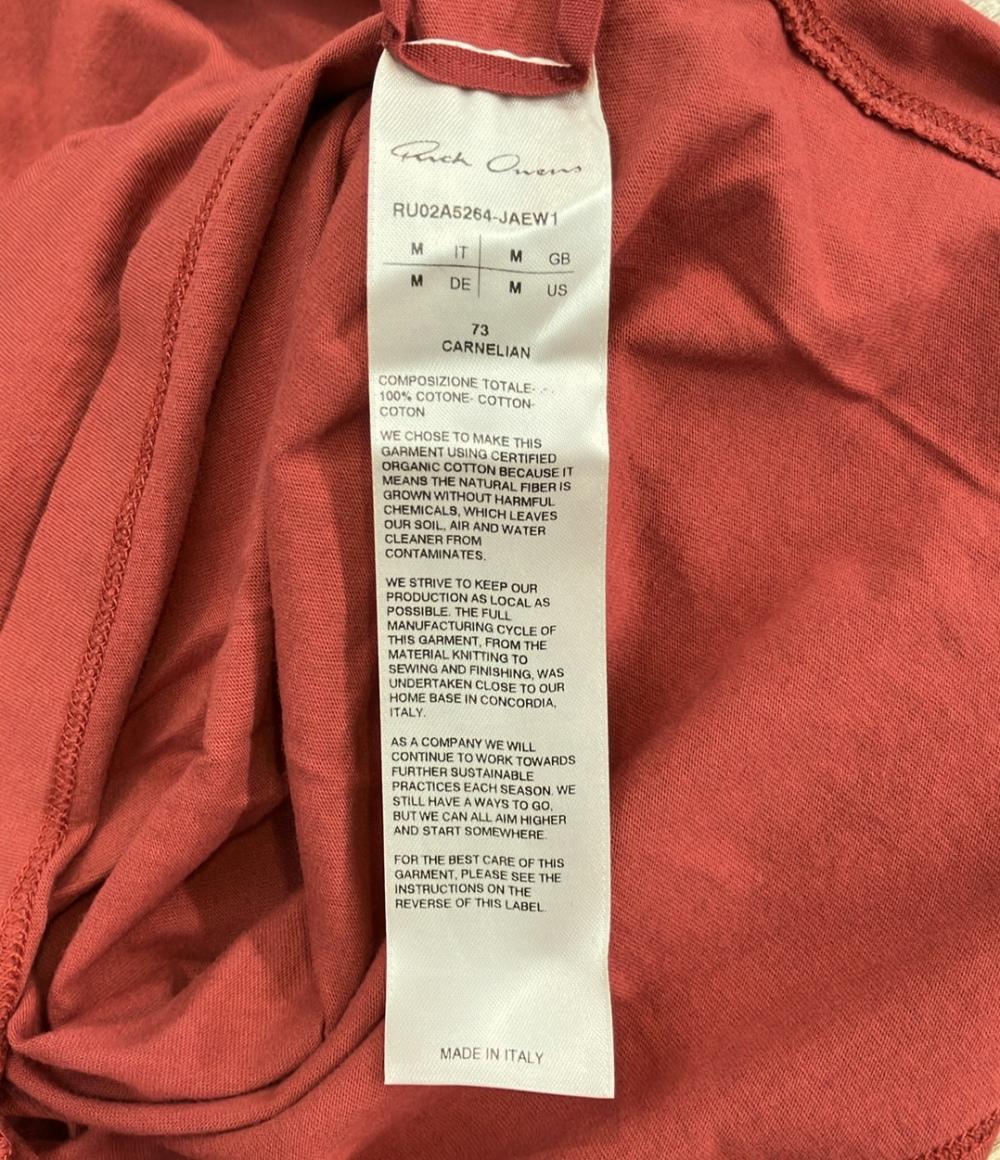 Rick Owens
RU02A5264-JAEW1
M IT M GB
M DE M US
73
CARNELIAN
COMPOSIZIONE TOTALE- -
100% COTONE- COTTON-
COTON
WE CHOSE TO MAKE THIS
GARMENT USING CERTIFIED
ORGANIC COTTON BECAUSE IT
MEANS THE NATURAL FIBER IS
GROWN WITHOUT HARMFUL
CHEMICALS, WHICH LEAVES
OUR SOIL, AIR AND WATER
CLEANER FROM
CONTAMINATES.
WE STRIVE TO KEEP OUR
PRODUCTION AS LOCAL AS
POSSIBLE. THE FULL
MANUFACTURING CYCLE OF
THIS GARMENT, FROM THE
MATERIAL KNITTING TO
SEWING AND FINISHING, WAS
UNDERTAKEN CLOSE TO OUR
HOME BASE IN CONCORDIA,
ITALY.
AS A COMPANY WE WILL
CONTINUE TO WORK TOWARDS
FURTHER SUSTAINABLE
PRACTICES EACH SEASON. WE
STILL HAVE A WAYS TO GO,
BUT WE CAN ALL AIM HIGHER
AND START SOMEWHERE.
FOR THE BEST CARE OF THIS
GARMENT, PLEASE SEE THE
INSTRUCTIONS ON THE
REVERSE OF THIS LABEL.
MADE IN ITALY